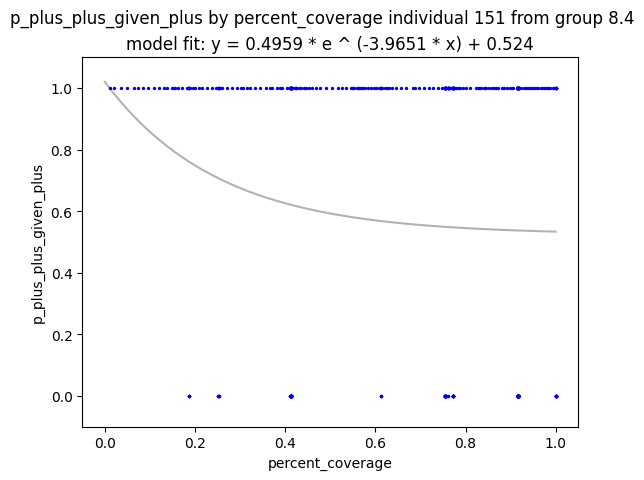 p_plus_plus_given_plus by percent_coverage individual 151 from group 8.4
model fit: y = 0.4959 * e ^ (-3.9651 * x) + 0.524
p_plus_plus_given_plus
1.0
0.8
0.6
0.4
0.2
0.0
0.0 0.2 0.4 0.6 0.8 1.0
percent_coverage